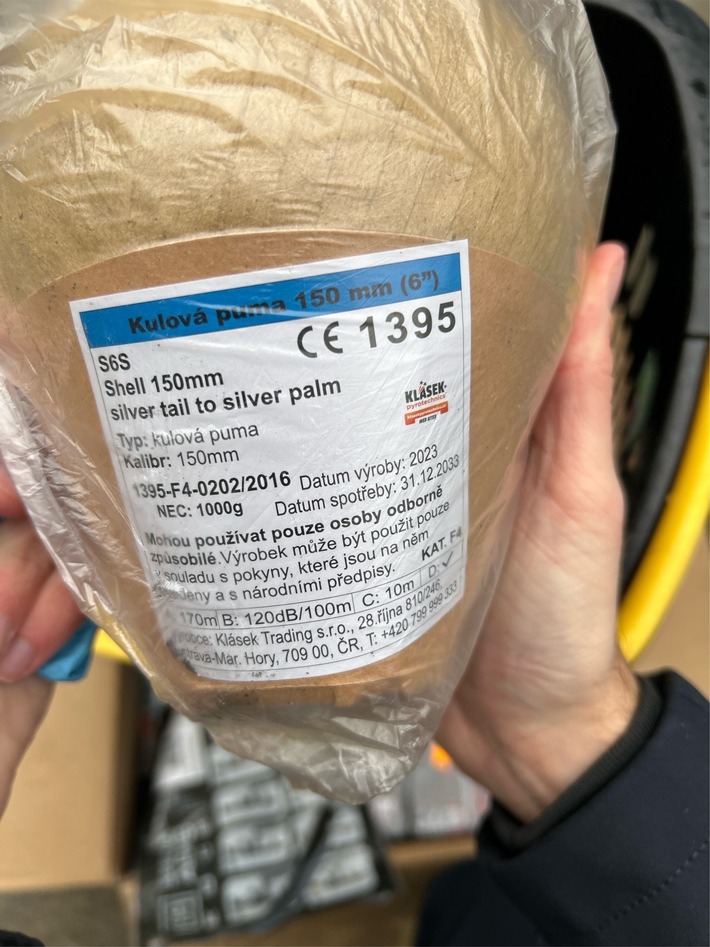 Kulová puma 150 mm (6”)
CE 1395
S6S
Shell 150mm
silver tail to silver palm
KLÁSEK
Pyrotechnics
Typ: kulová puma
Kalibr: 150mm
1395-F4-0202/2016 Datum výroby: 2023
NEC: 1000g Datum spotřeby: 31.12.2033
Mohou používat pouze osoby odborně
způsobilé. Výrobek může být použit pouze
souladu s pokyny, které jsou na něm
a s národními předpisy. KAT. F4
170m B: 120dB/100m C: 10m D: ✓
Klásek Trading s.r.o., 28.října 810/246,
Hory, 709 00, ČR, T: +420 799 999 333